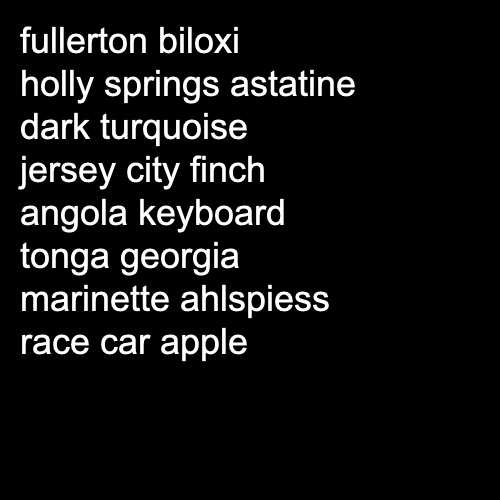 fullerton biloxi
holly springs astatine
dark turquoise
jersey city finch
angola keyboard
tonga georgia
marinette ahlspiess
race car apple